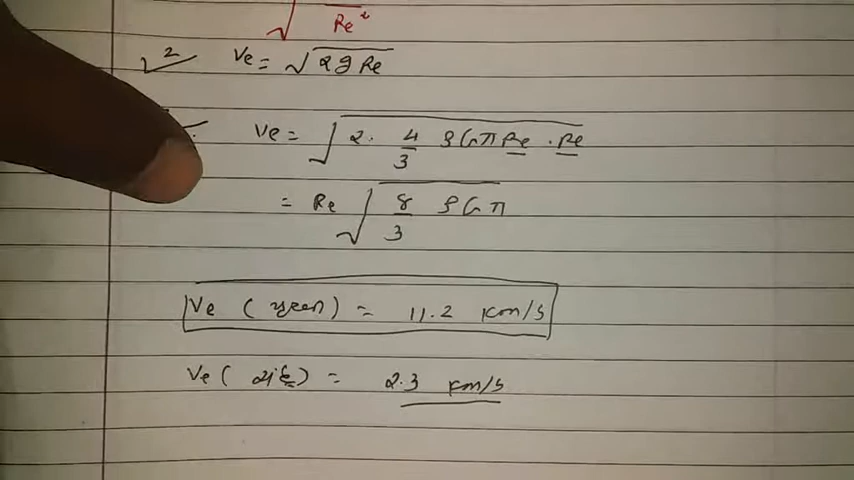 √ Re²
2 Ve = √2gRe
Ve = √2. 4/3 ρGπRe . Re
= Re √8/3 ρGπ
Ve ( पृथ्वी ) = 11.2 Km/s
Ve ( चाँद ) = 2.3 km/s